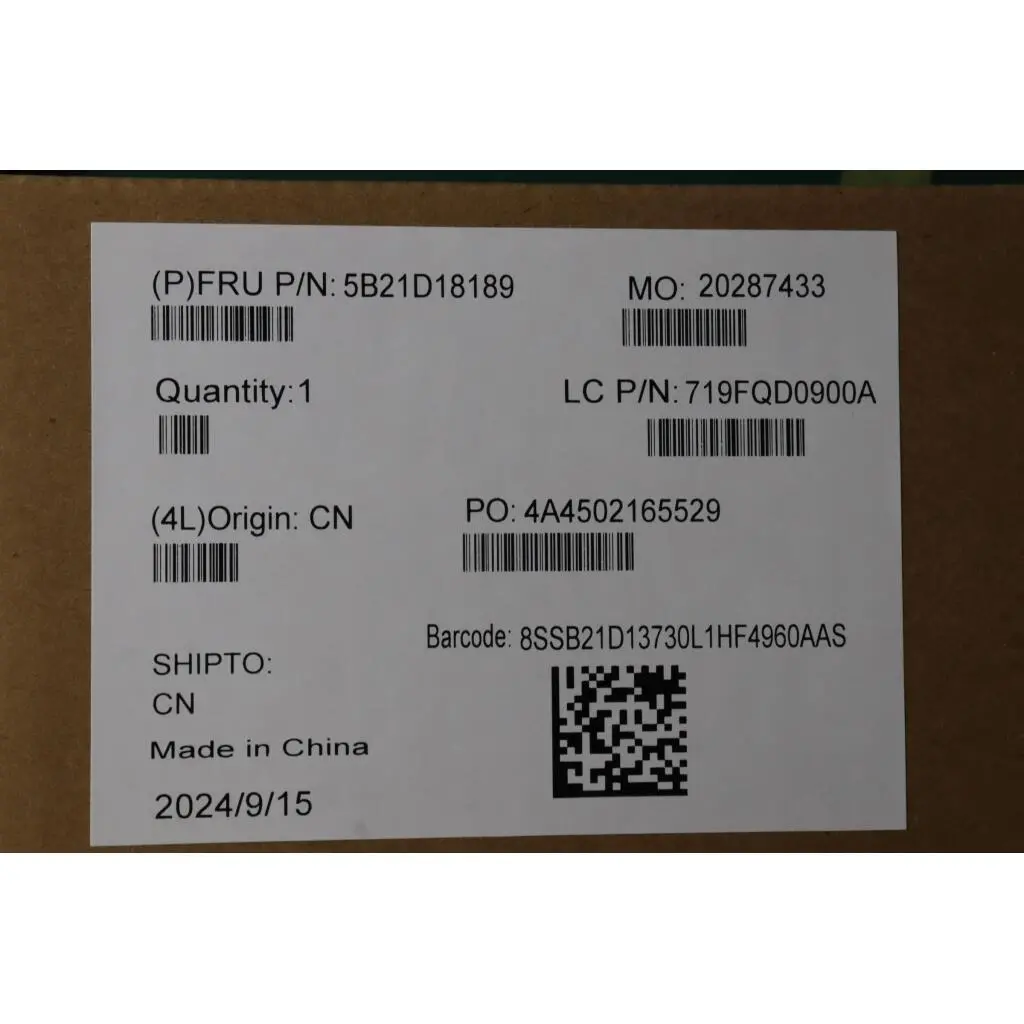 (P)FRU P/N: 5B21D18189
MO: 20287433
Quantity:1
LC P/N: 719FQD0900A
(4L)Origin: CN
PO: 4A4502165529
Barcode: 8SSB21D13730L1HF4960AAS
SHIPTO:
CN
Made in China
2024/9/15